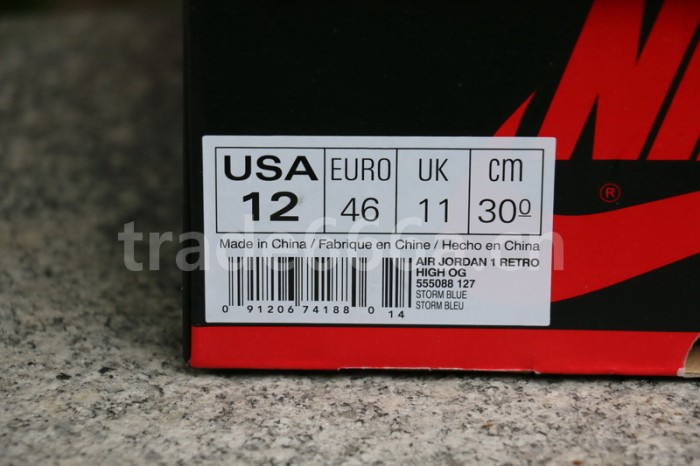 NIK
®
USA EURO UK cm
12 46 11 30º
Made in China / Fabrique en Chine / Hecho en China
AIR JORDAN 1 RETRO
HIGH OG
555088 127
STORM BLUE
STORM BLEU
0 91206 74188 0 14